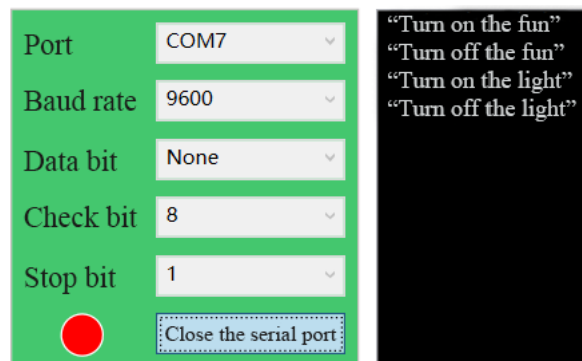 Port COM7
Baud rate 9600
Data bit None
Check bit 8
Stop bit 1
Close the serial port
“Turn on the fun”
“Turn off the fun”
“Turn on the light”
“Turn off the light”